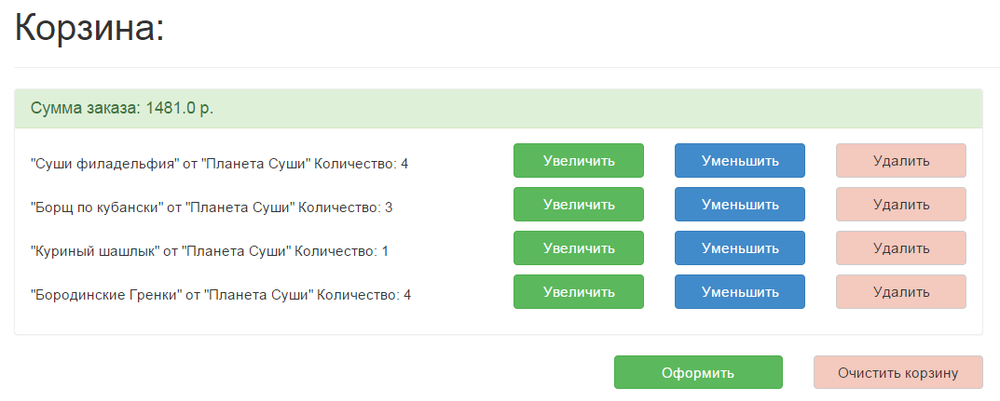 Корзина:
Сумма заказа: 1481.0 р.
"Суши филадельфия" от "Планета Суши" Количество: 4 Увеличить Уменьшить Удалить
"Борщ по кубански" от "Планета Суши" Количество: 3 Увеличить Уменьшить Удалить
"Куриный шашлык" от "Планета Суши" Количество: 1 Увеличить Уменьшить Удалить
"Бородинские Гренки" от "Планета Суши" Количество: 4 Увеличить Уменьшить Удалить
Оформить Очистить корзину